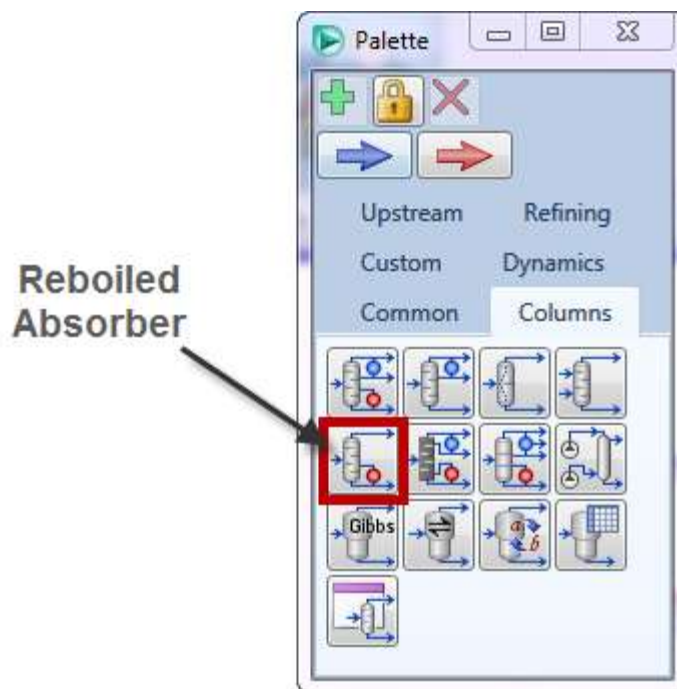 Palette
Upstream Refining
Custom Dynamics
Common Columns
Reboiled
Absorber
Gibbs
a
b